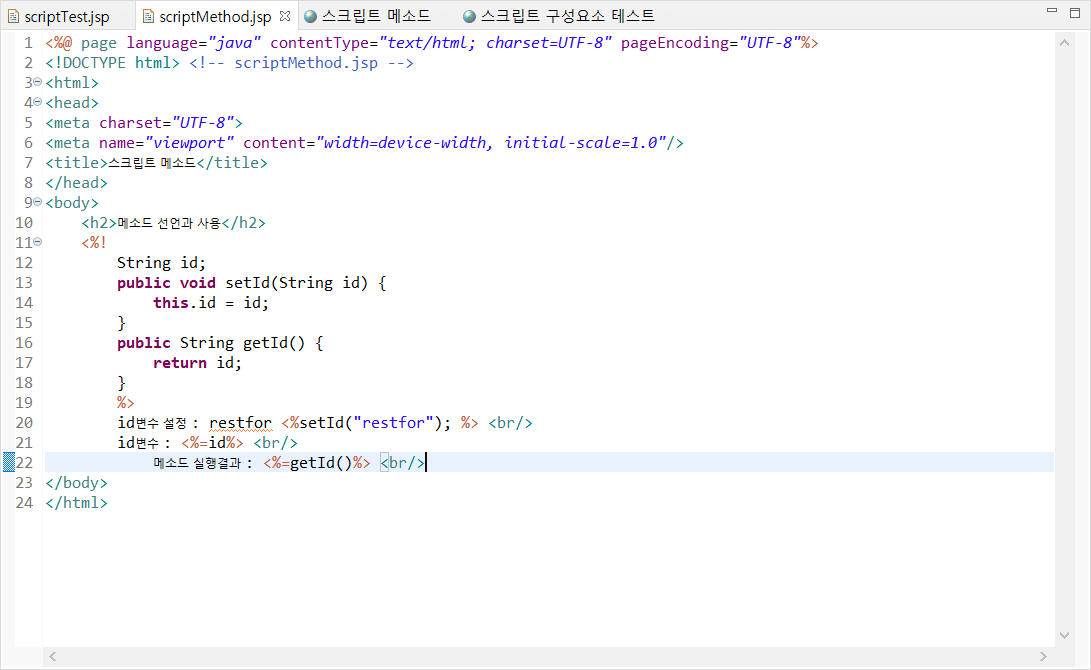 scriptTest.jsp scriptMethod.jsp 스크립트 메소드 스크립트 구성요소 테스트
1 <%@ page language="java" contentType="text/html; charset=UTF-8" pageEncoding="UTF-8"%>
2 <!DOCTYPE html> <!-- scriptMethod.jsp -->
3 <html>
4 <head>
5 <meta charset="UTF-8">
6 <meta name="viewport" content="width=device-width, initial-scale=1.0"/>
7 <title>스크립트 메소드</title>
8 </head>
9 <body>
10     <h2>메소드 선언과 사용</h2>
11     <%!
12         String id;
13         public void setId(String id) {
14             this.id = id;
15         }
16         public String getId() {
17             return id;
18         }
19         %>
20         id변수 설정 : restfor <%setId("restfor"); %> <br/>
21         id변수 : <%=id%> <br/>
22             메소드 실행결과 : <%=getId()%> <br/>
23 </body>
24 </html>